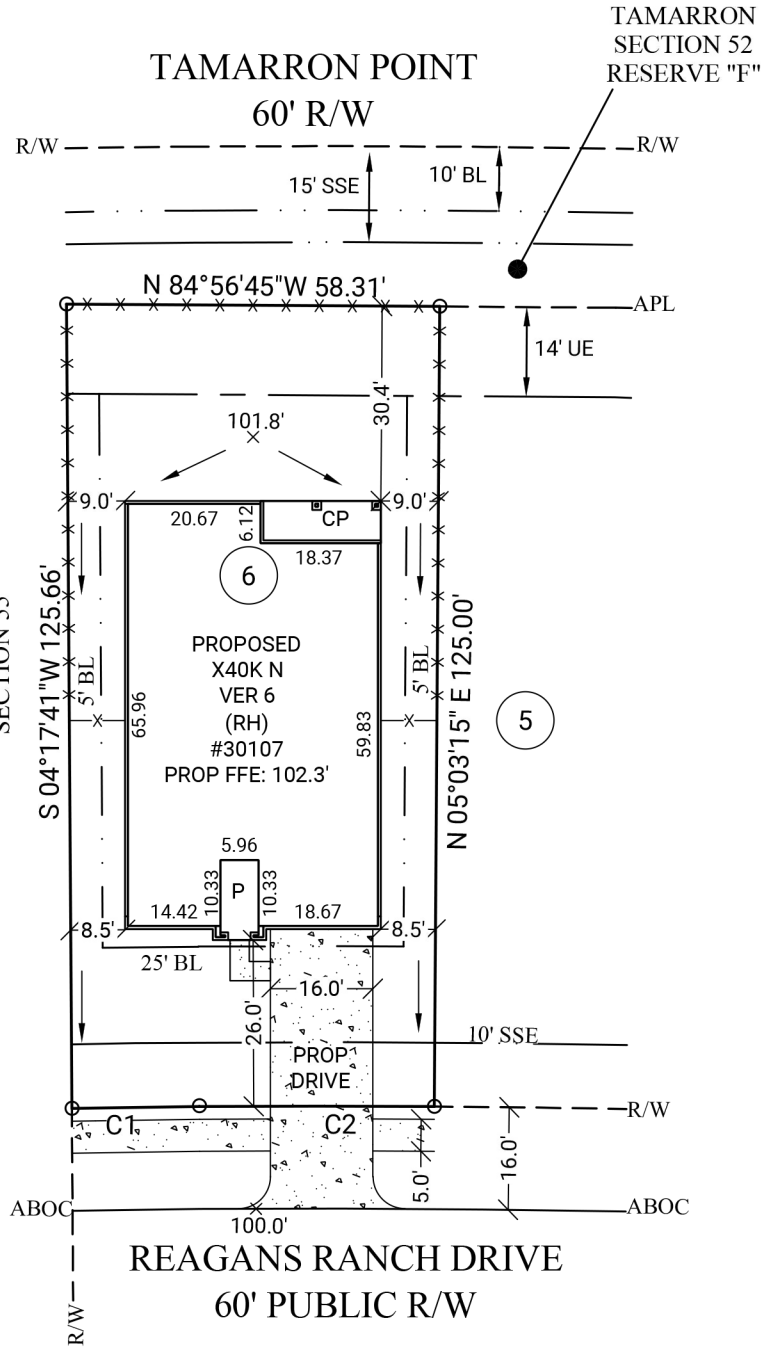 TAMARRON
SECTION 52
RESERVE "F"
TAMARRON POINT
60' R/W
R/W
R/W
10' BL
15' SSE
N 84°56'45"W 58.31'
APL
14' UE
30.4'
101.8'
9.0'
9.0'
20.67
6.12
CP
18.37
6
S 04°17'41"W 125.66'
N 05°03'15" E 125.00'
5' BL
5' BL
PROPOSED
X40K N
VER 6
(RH)
#30107
PROP FFE: 102.3'
65.96
59.83
5
5.96
10.33
P
10.33
14.42
18.67
8.5'
8.5'
25' BL
16.0'
26.0'
10' SSE
PROP
DRIVE
R/W
C1
C2
5.0'
16.0'
ABOC
ABOC
100.0'
REAGANS RANCH DRIVE
60' PUBLIC R/W
R/W